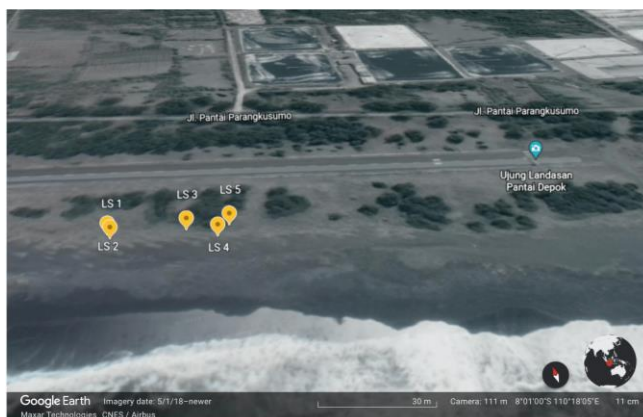 Jl. Pantai Parangkusumo
Jl. Pantai Parangkusumo
Ujung Landasan
Pantai Depok
LS 1
LS 3
LS 5
LS 2
LS 4
Google Earth
Imagery date: 5/1/18–newer
30 m
Camera: 111 m
8°01'00"S 110°18'05"E
11 cm
Maxar Technologies CNES / Airbus